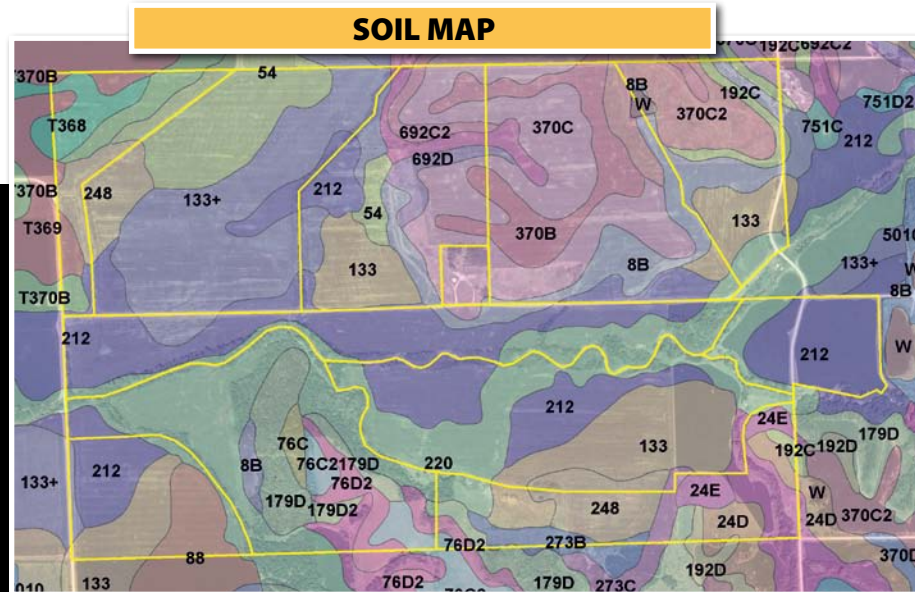 SOIL MAP
192C 692C2
370B
54
8B
W
192C
751D2
T368
692C2
370C
370C2
751C
212
692D
370B
248
133+
212
54
133
T369
370B
5010
133
8B
133+
T370B
8B
212
W
212
212
24E
76C
133
179D
192C
192D
8B
76C2
179D
220
133+
212
76D2
24E
W
179D
179D2
248
24D
24D
370C2
88
76D2
273B
192D
133
76D2
179D
273C